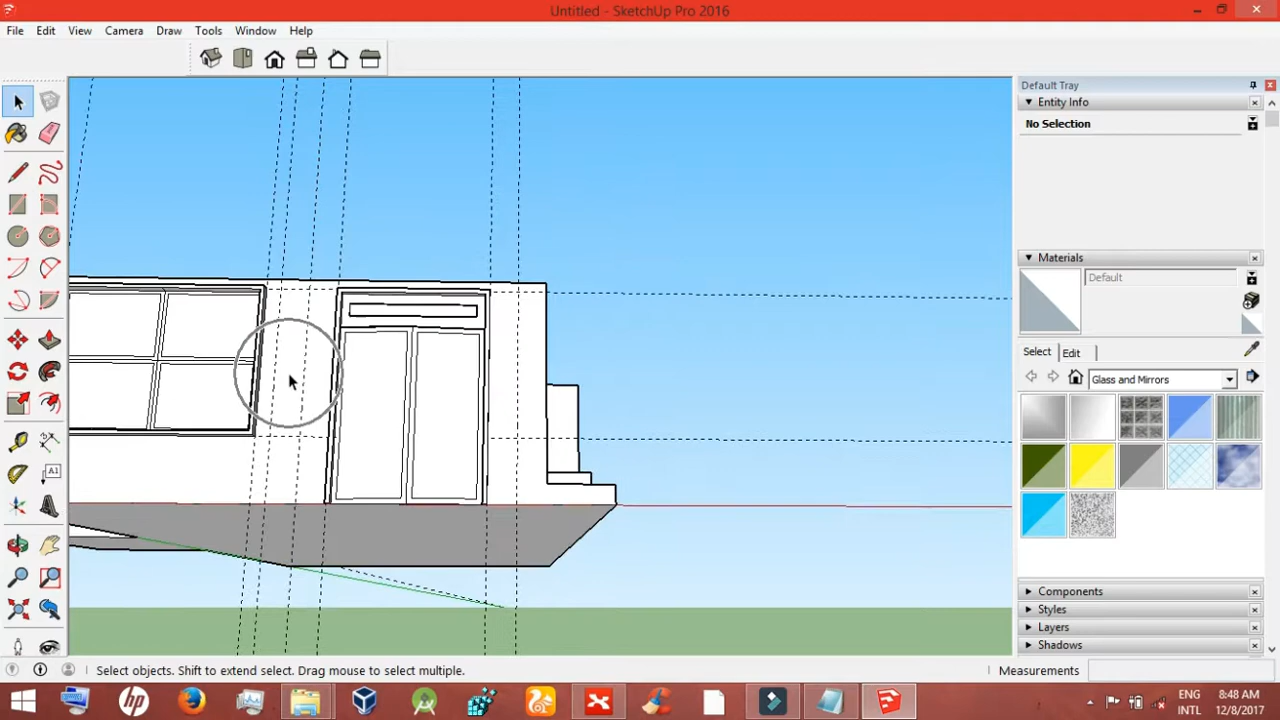 Untitled - SketchUp Pro 2016
File Edit View Camera Draw Tools Window Help
Default Tray
Entity Info
No Selection
Materials
Default
Select Edit
Glass and Mirrors
A1
Components
Styles
Layers
Shadows
Select objects. Shift to extend select. Drag mouse to select multiple.
Measurements
ENG
INTL
8:48 AM
12/8/2017